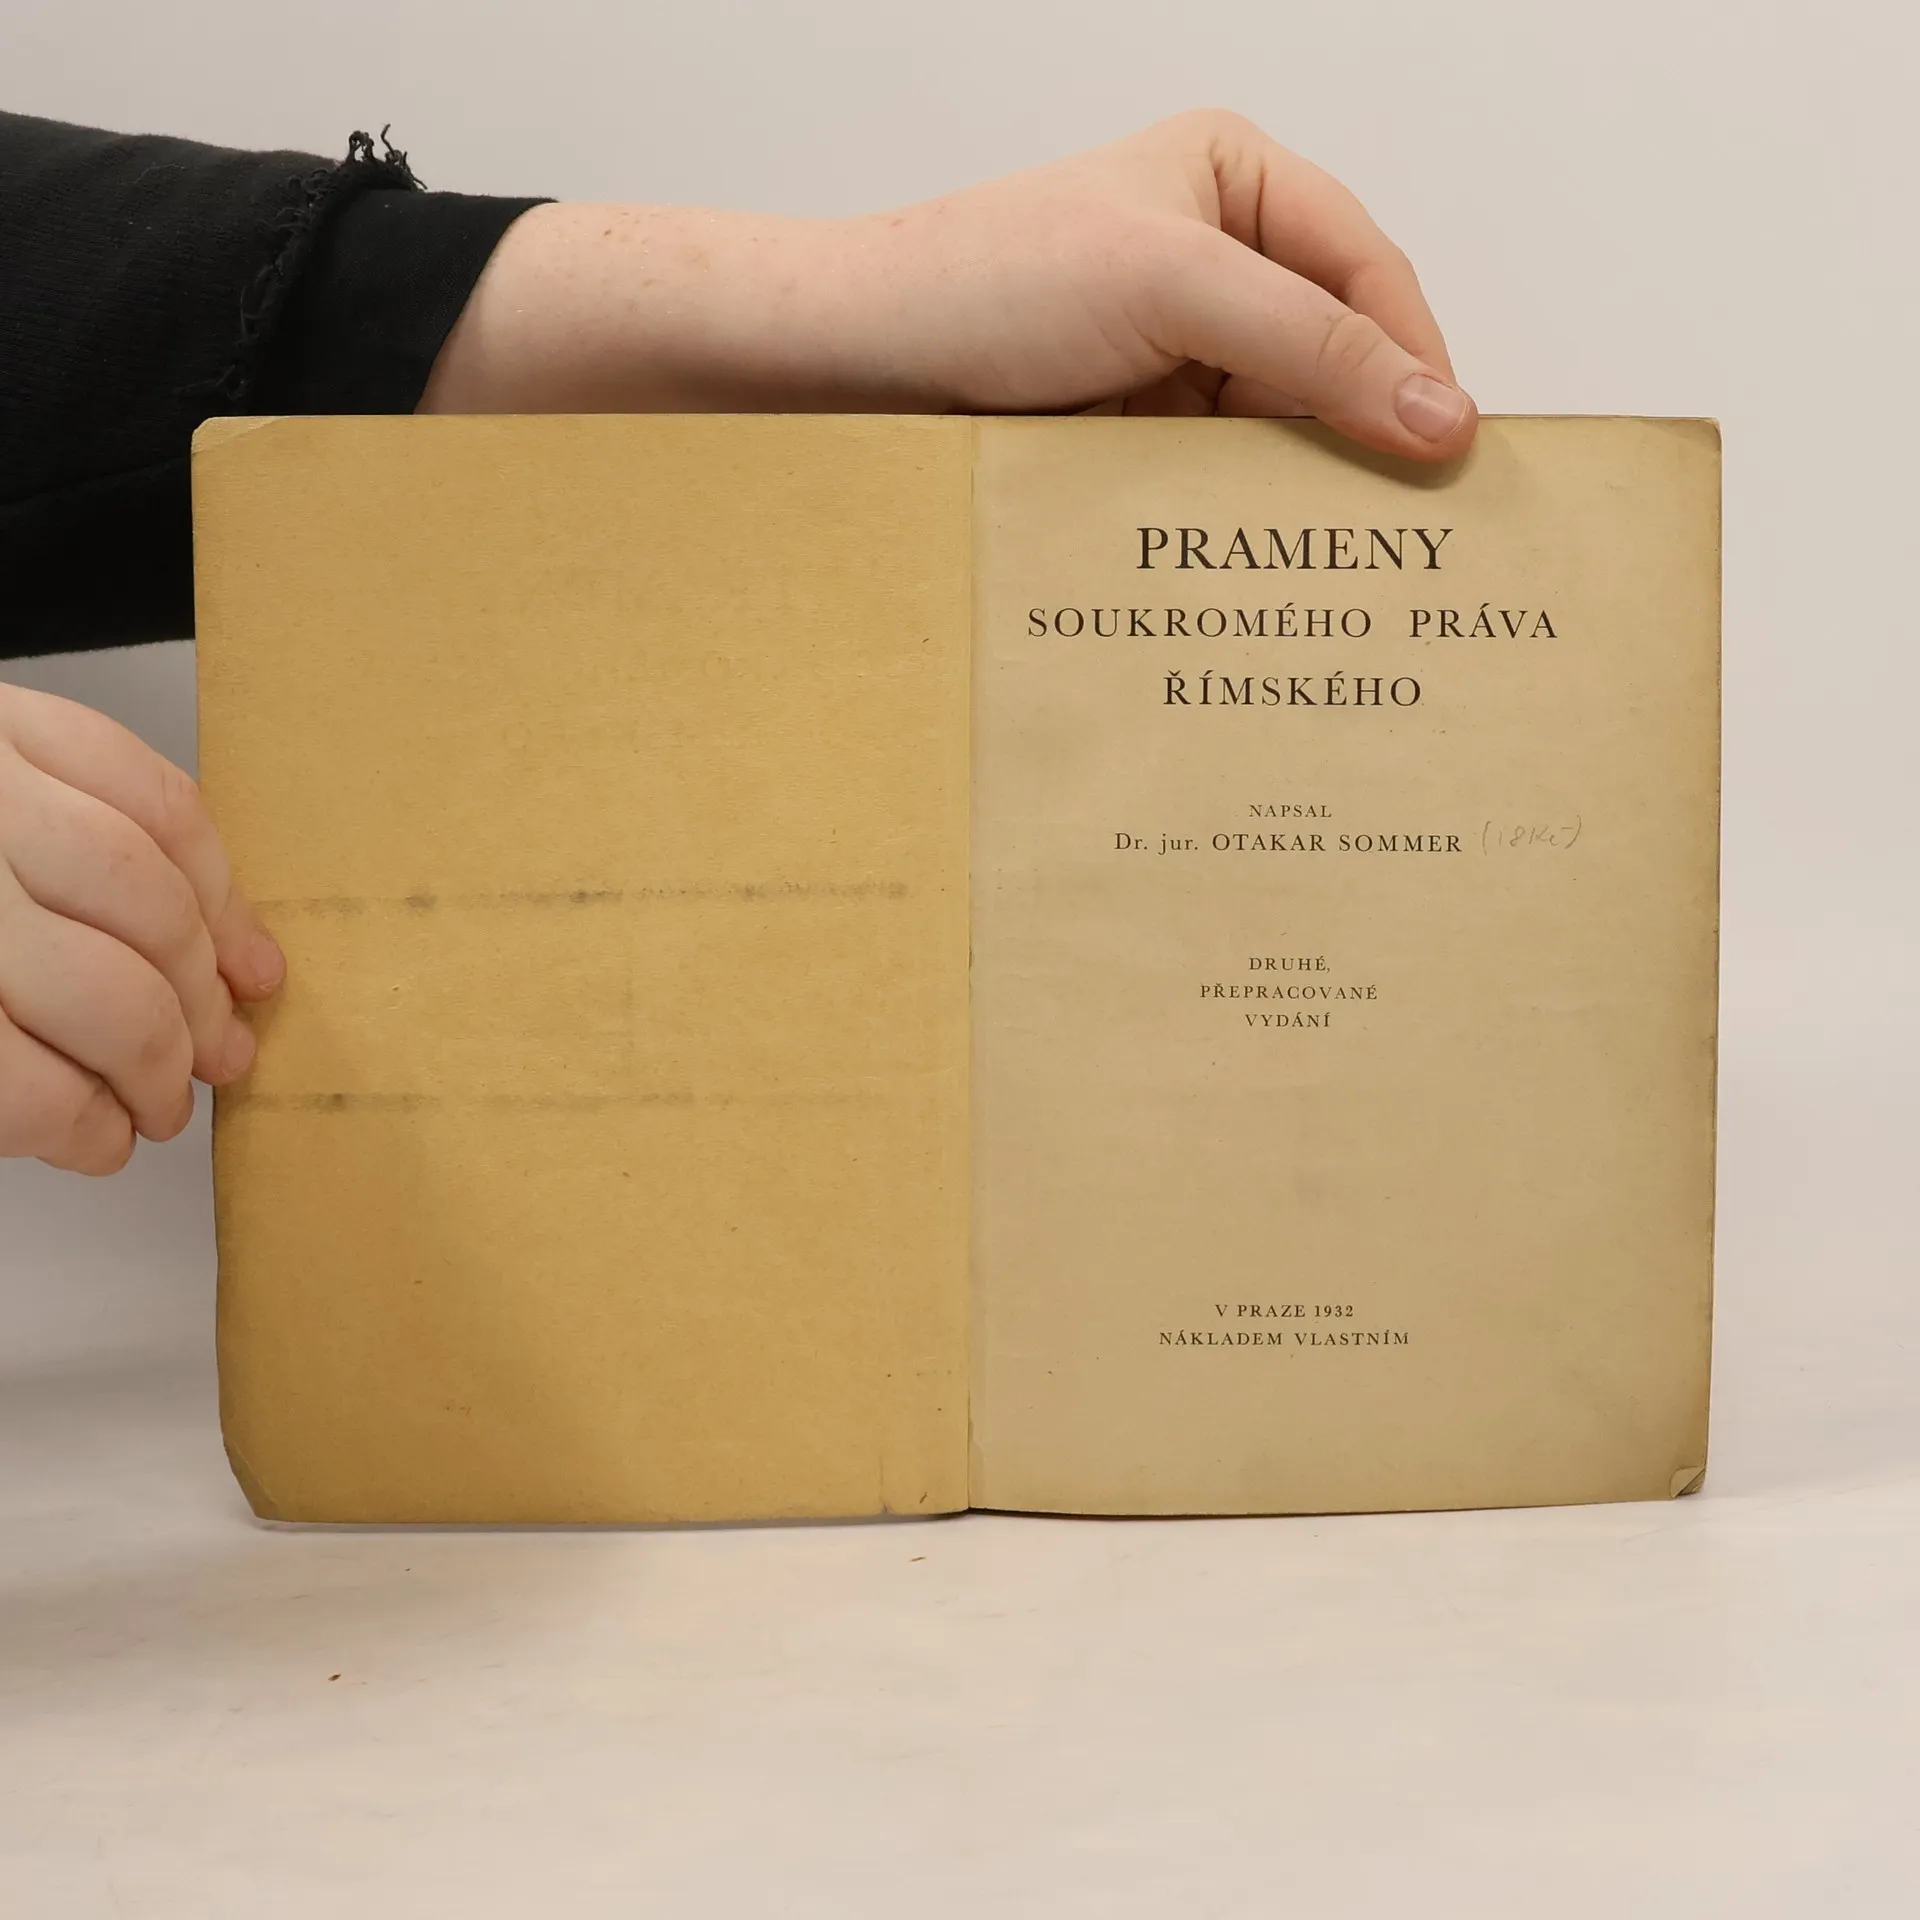 PRAMENY
SOUKROMÉHO PRÁVA
ŘÍMSKÉHO
NAPSAL
Dr. jur. OTAKAR SOMMER (18Kč)
DRUHÉ,
PŘEPRACOVANÉ
VYDÁNÍ
V PRAZE 1932
NÁKLADEM VLASTNÍM